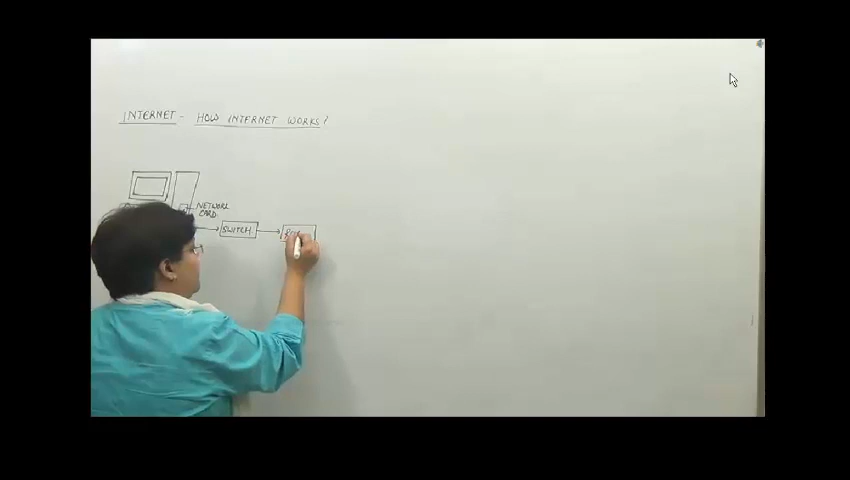 INTERNET - HOW INTERNET WORKS?
NETWORK
CARD
SWITCH